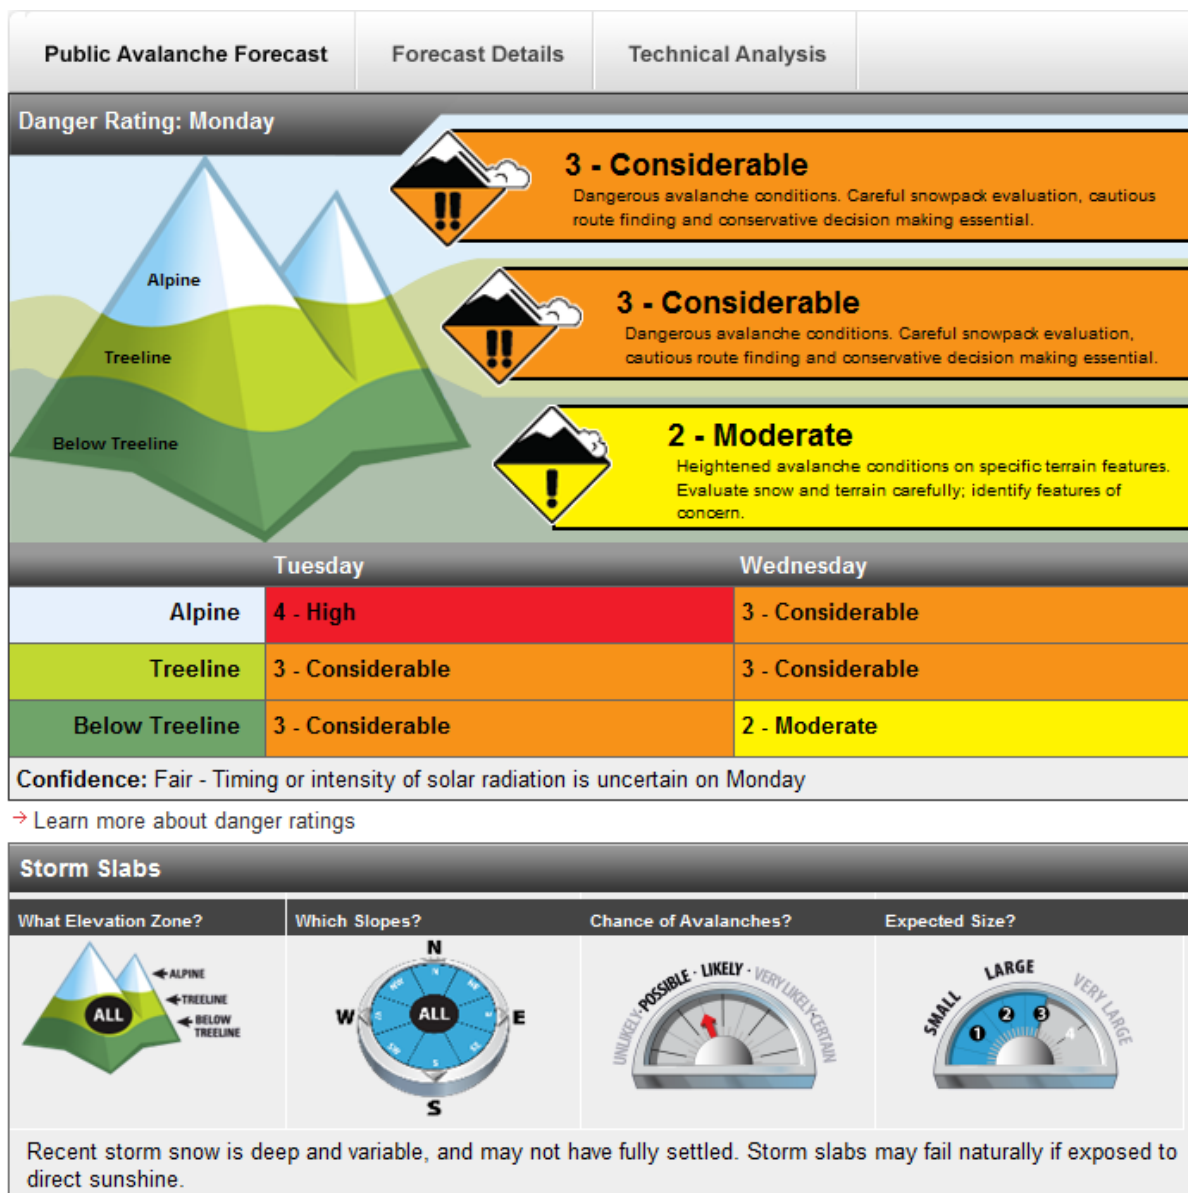 Public Avalanche Forecast
Forecast Details
Technical Analysis
Danger Rating: Monday
3 - Considerable
Dangerous avalanche conditions. Careful snowpack evaluation, cautious
route finding and conservative decision making essential.
Alpine
3 - Considerable
Dangerous avalanche conditions. Careful snowpack evaluation,
cautious route finding and conservative decision making essential.
Treeline
2 - Moderate
Heightened avalanche conditions on specific terrain features.
Evaluate snow and terrain carefully; identify features of
concern.
Below Treeline
Tuesday Wednesday
Alpine 4 - High 3 - Considerable
Treeline 3 - Considerable 3 - Considerable
Below Treeline 3 - Considerable 2 - Moderate
Confidence: Fair - Timing or intensity of solar radiation is uncertain on Monday
→ Learn more about danger ratings
Storm Slabs
What Elevation Zone?
Which Slopes?
Chance of Avalanches?
Expected Size?
ALL
ALPINE
TREELINE
BELOW
TREELINE
N
W
E
S
N
NE
E
SE
S
SW
W
NW
ALL
UNLIKELY·POSSIBLE·LIKELY·VERY LIKELY·CERTAIN
SMALL
LARGE
VERY LARGE
1
2
3
4
Recent storm snow is deep and variable, and may not have fully settled. Storm slabs may fail naturally if exposed to
direct sunshine.